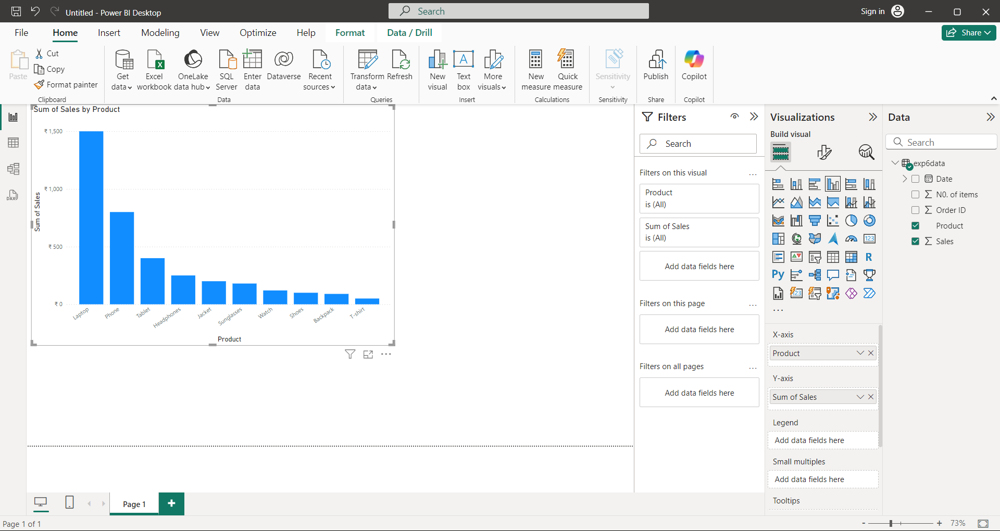 Untitled - Power BI Desktop
Search
Sign in
File
Home
Insert
Modeling
View
Optimize
Help
Format
Data / Drill
Share
Paste
Cut
Copy
Format painter
Clipboard
Get data
Excel workbook
OneLake data hub
SQL Server
Enter data
Dataverse
Recent sources
Data
Transform data
Refresh
Queries
New visual
Text box
More visuals
Insert
New measure
Quick measure
Calculations
Sensitivity
Sensitivity
Publish
Share
Copilot
Copilot
DAX
Sum of Sales by Product
₹ 1,500
₹ 1,000
₹ 500
₹ 0
Sum of Sales
Laptop
Phone
Tablet
Headphones
Jacket
Sunglasses
Watch
Shoes
Backpack
T-shirt
Product
Filters
Search
Filters on this visual
...
Product
is (All)
Sum of Sales
is (All)
Add data fields here
Filters on this page
...
Add data fields here
Filters on all pages
...
Add data fields here
Visualizations
Build visual
123
R
Py
123
...
X-axis
Product
Y-axis
Sum of Sales
Legend
Add data fields here
Small multiples
Add data fields here
Tooltips
Data
Search
exp6data
Date
N0. of items
Order ID
Product
Sales
Page 1
+
Page 1 of 1
- + 73%